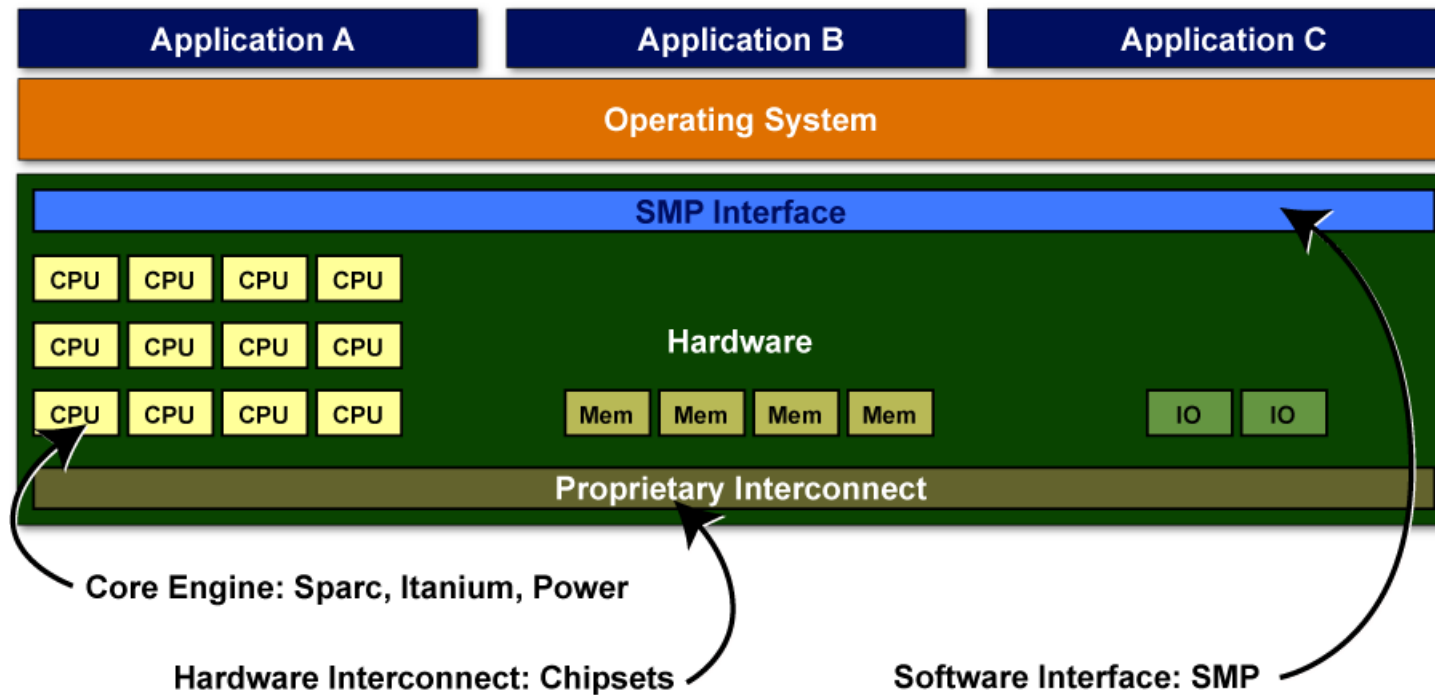 Application A Application B Application C
Operating System
SMP Interface
CPU CPU CPU CPU
Hardware
CPU CPU CPU CPU
CPU CPU CPU CPU Mem Mem Mem Mem IO IO
Proprietary Interconnect
Core Engine: Sparc, Itanium, Power
Hardware Interconnect: Chipsets Software Interface: SMP